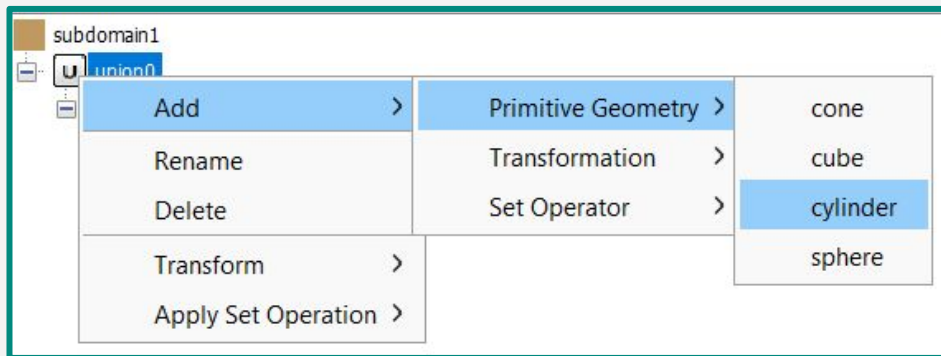 subdomain1
U union0
Add > Primitive Geometry > cone
Rename Transformation > cube
Delete Set Operator > cylinder
Transform > sphere
Apply Set Operation >